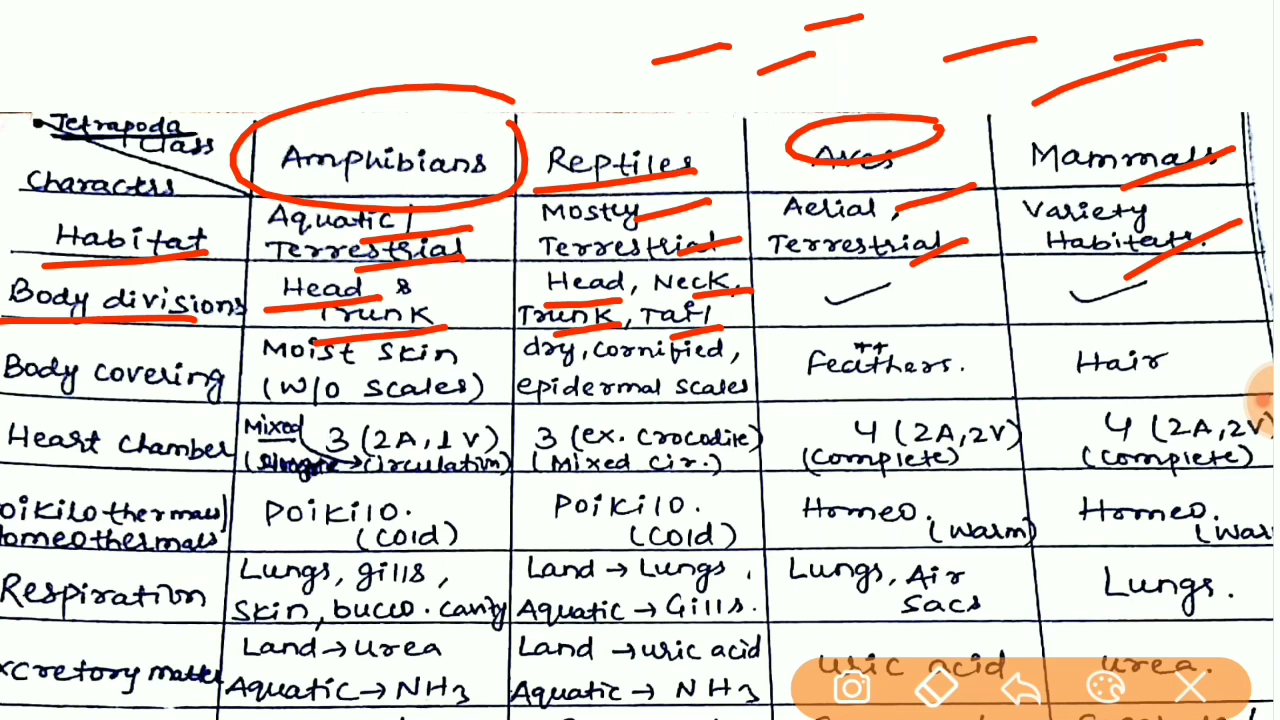 Tetrapoda
Class
Characters
Amphibians
Reptiles
Aves
Mammals
Habitat
Aquatic /
Terrestrial
Mostly
Terrestrial
Aerial,
Terrestrial
Variety
Habitats.
Body divisions
Head &
Trunk
Head, Neck,
Trunk, Tail
Body covering
Moist skin
(w/o scales)
dry, cornified,
epidermal scales
Feathers.
Hair
Heart chamber
Mixed
3 (2A, 1V)
circulation)
3 (ex. crocodile)
(Mixed cir.)
4 (2A, 2V)
(complete)
4 (2A, 2V)
(complete)
Poikilo.
(cold)
Poikilo.
(cold)
Homeo.
(warm)
Homeo.
Respiration
Lungs, gills,
skin, bucco. cavity
Land → Lungs.
Aquatic → Gills.
Lungs, Air
sacs
Lungs.
Land → urea
Aquatic → NH3
Land → uric acid
Aquatic → NH3
uric acid
urea.